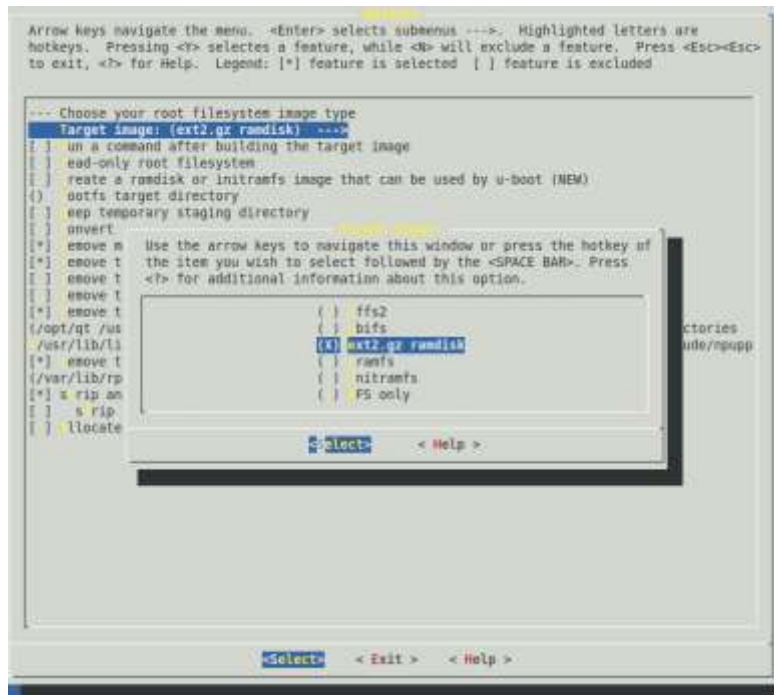 Arrow keys navigate the menu. <Enter> selects submenus --->. Highlighted letters are
hotkeys. Pressing <Y> selectes a feature, while <N> will exclude a feature. Press <Esc><Esc>
to exit, <?> for Help. Legend: [*] feature is selected [ ] feature is excluded
--- Choose your root filesystem image type
Target image: (ext2.gz ramdisk) --->
[ ] un a command after building the target image
[ ] ead-only root filesystem
[ ] reate a ramdisk or initramfs image that can be used by u-boot (NEW)
() ootfs target directory
[ ] eep temporary staging directory
[ ] onvert
[*] emove m
[*] emove t
[ ] emove t
[ ] emove t
[*] emove t
(/opt/qt /us ctories
/usr/lib/li ude/npupp
[*] emove t
(/var/lib/rp
[*] s rip an
[ ] s rip
[ ] llocate
Use the arrow keys to navigate this window or press the hotkey of
the item you wish to select followed by the <SPACE BAR>. Press
<?> for additional information about this option.
( ) ffs2
( ) bifs
(X) ext2.gz ramdisk
( ) ramfs
( ) nitramfs
( ) FS only
<Select> < Help >
<Select> < Exit > < Help >